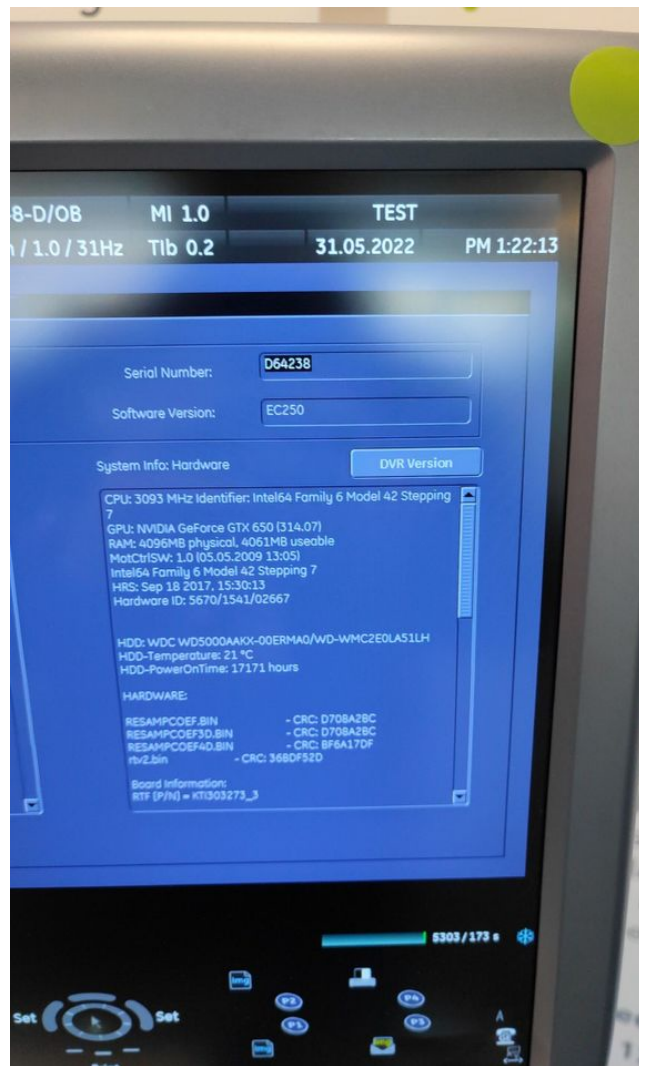 8-D/OB MI 1.0 TEST
/ 1.0 / 31Hz TIb 0.2 31.05.2022 PM 1:22:13
Serial Number: D64238
Software Version: EC250
System Info: Hardware DVR Version
CPU: 3093 MHz Identifier: Intel64 Family 6 Model 42 Stepping
7
GPU: NVIDIA GeForce GTX 650 (314.07)
RAM: 4096MB physical, 4061MB useable
MatCtrlSW: 1.0 (05.05.2009 13:05)
Intel64 Family 6 Model 42 Stepping 7
HRS: Sep 18 2017, 15:30:13
Hardware ID: 5670/1541/02667
HDD: WDC WD5000AAKX-00ERMA0/WD-WMC2E0LA51LH
HDD-Temperature: 21 °C
HDD-PowerOnTime: 17171 hours
HARDWARE:
RESAMPCOEF.BIN - CRC: D708A2BC
RESAMPCOEF3D.BIN - CRC: D708A2BC
RESAMPCOEF4D.BIN - CRC: BF6A17DF
rtv2.bin - CRC: 368DF52D
Board Information:
RTF [P/N] = KTI303273_3
5303/173 s
img
P2 P4
Set Set P1 P3 A
img